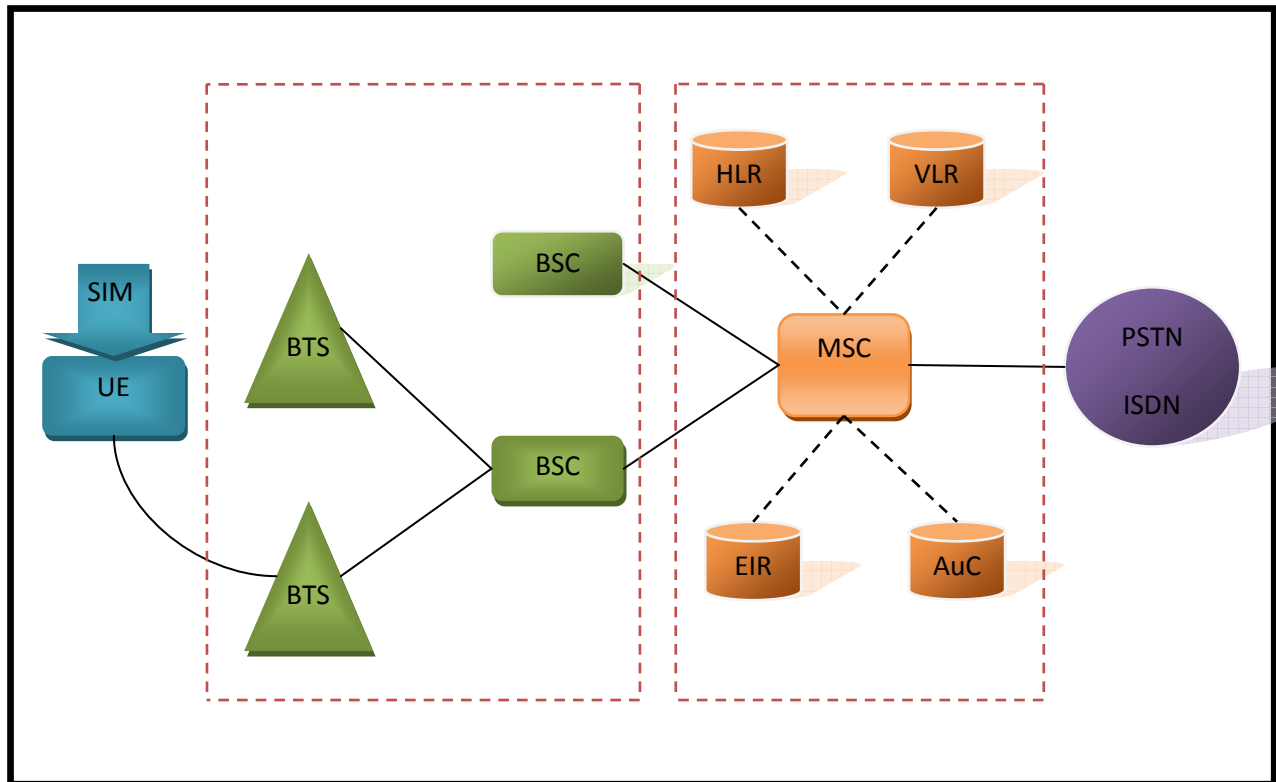 HLR
VLR
BSC
SIM
BTS
MSC
PSTN
UE
ISDN
BSC
EIR
AuC
BTS